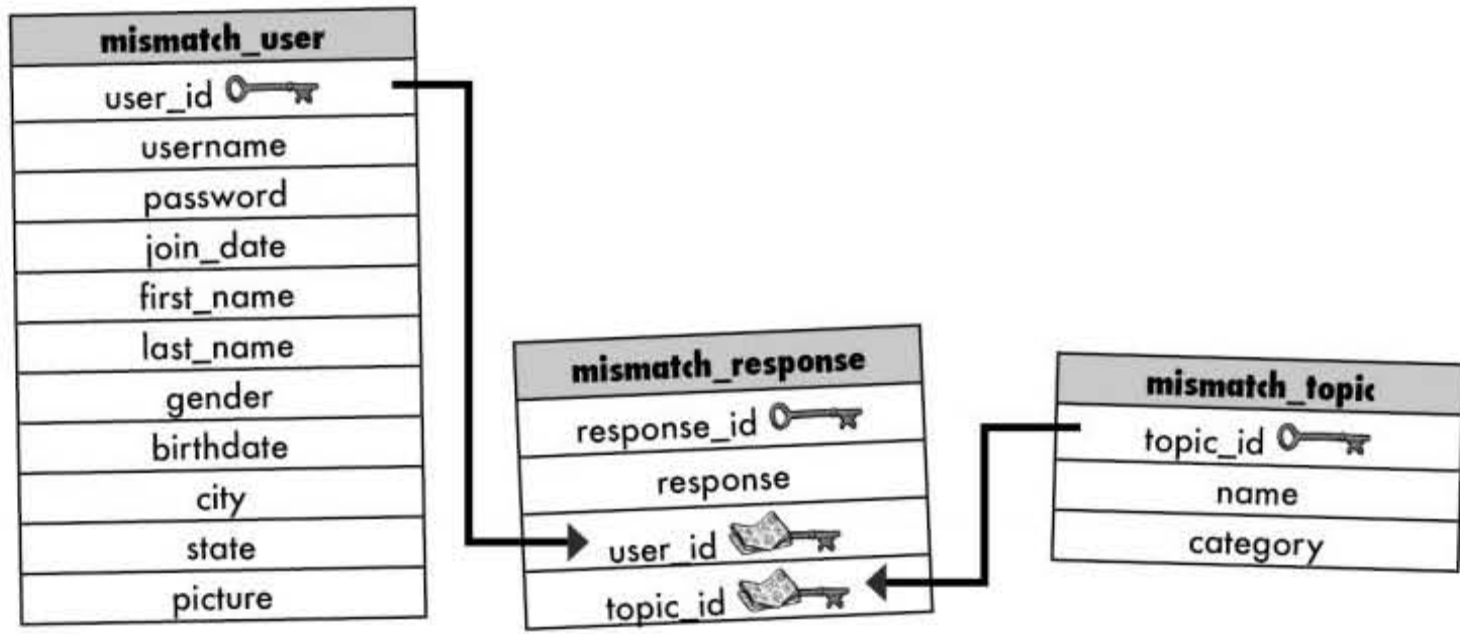 mismatch_user
user_id
username
password
join_date
first_name
last_name
gender
birthdate
city
state
picture
mismatch_response
response_id
response
user_id
topic_id
mismatch_topic
topic_id
name
category